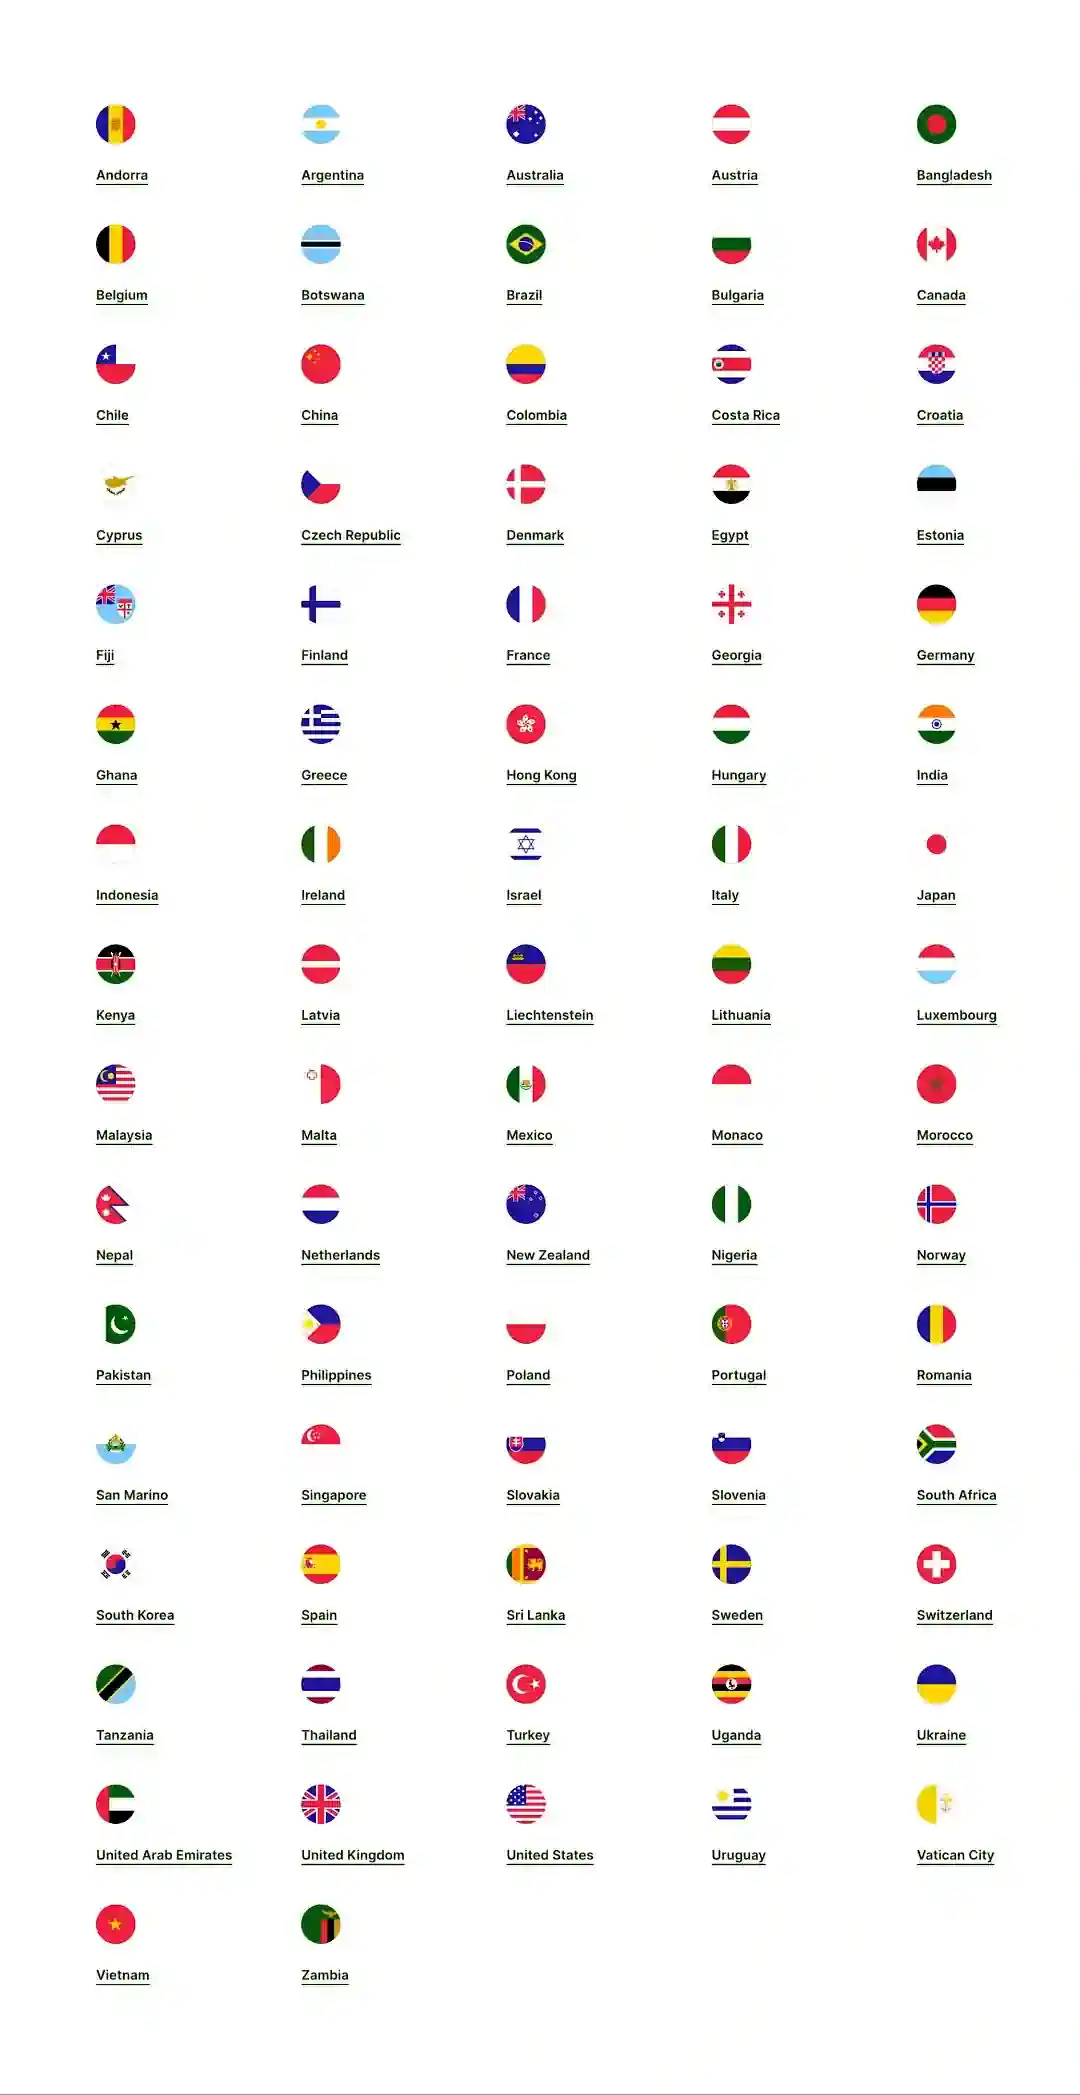 Andorra
Argentina
Australia
Austria
Bangladesh
Belgium
Botswana
Brazil
Bulgaria
Canada
Chile
China
Colombia
Costa Rica
Croatia
Cyprus
Czech Republic
Denmark
Egypt
Estonia
Fiji
Finland
France
Georgia
Germany
Ghana
Greece
Hong Kong
Hungary
India
Indonesia
Ireland
Israel
Italy
Japan
Kenya
Latvia
Liechtenstein
Lithuania
Luxembourg
Malaysia
Malta
Mexico
Monaco
Morocco
Nepal
Netherlands
New Zealand
Nigeria
Norway
Pakistan
Philippines
Poland
Portugal
Romania
San Marino
Singapore
Slovakia
Slovenia
South Africa
South Korea
Spain
Sri Lanka
Sweden
Switzerland
Tanzania
Thailand
Turkey
Uganda
Ukraine
United Arab Emirates
United Kingdom
United States
Uruguay
Vatican City
Vietnam
Zambia